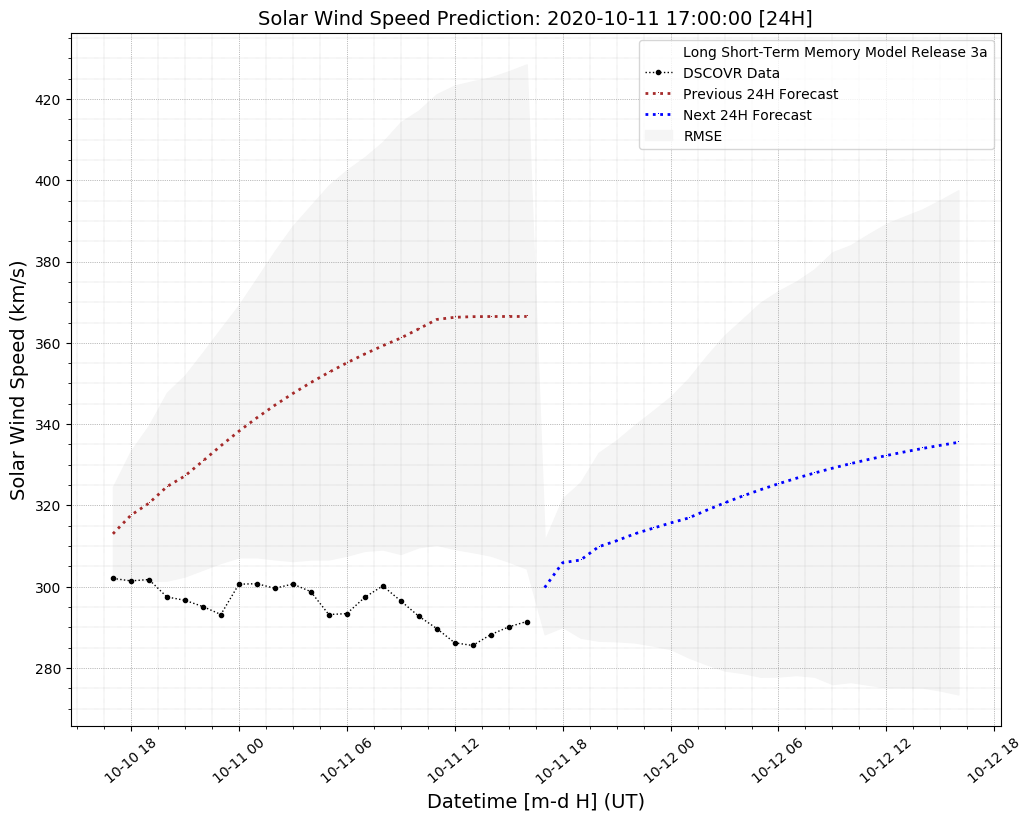 Solar Wind Speed Prediction: 2020-10-11 17:00:00 [24H]
Long Short-Term Memory Model Release 3a
DSCOVR Data
Previous 24H Forecast
Next 24H Forecast
RMSE
Solar Wind Speed (km/s)
420
400
380
360
340
320
300
280
10-10 18
10-11 00
10-11 06
10-11 12
10-11 18
10-12 00
10-12 06
10-12 12
10-12 18
Datetime [m-d H] (UT)